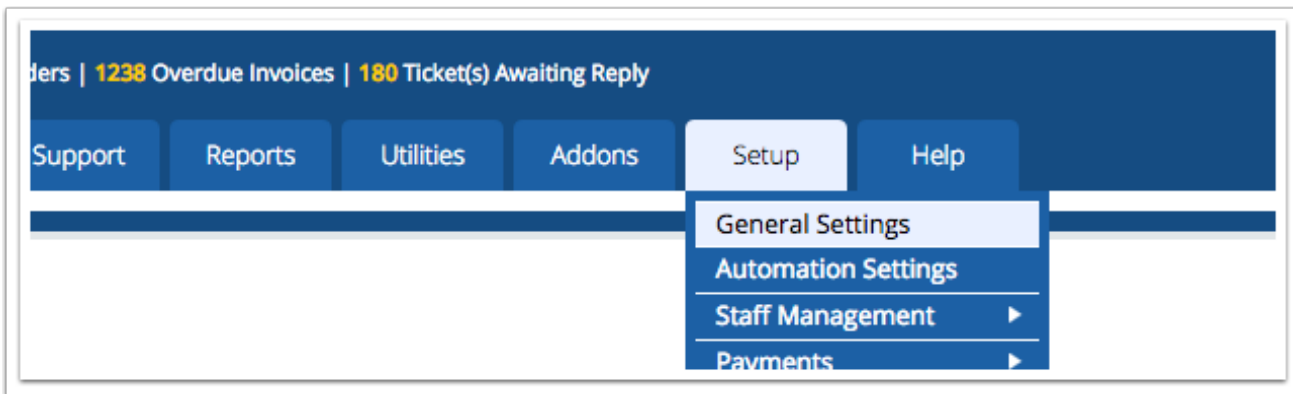 ders | 1238 Overdue Invoices | 180 Ticket(s) Awaiting Reply
Support Reports Utilities Addons Setup Help
General Settings
Automation Settings
Staff Management
Payments